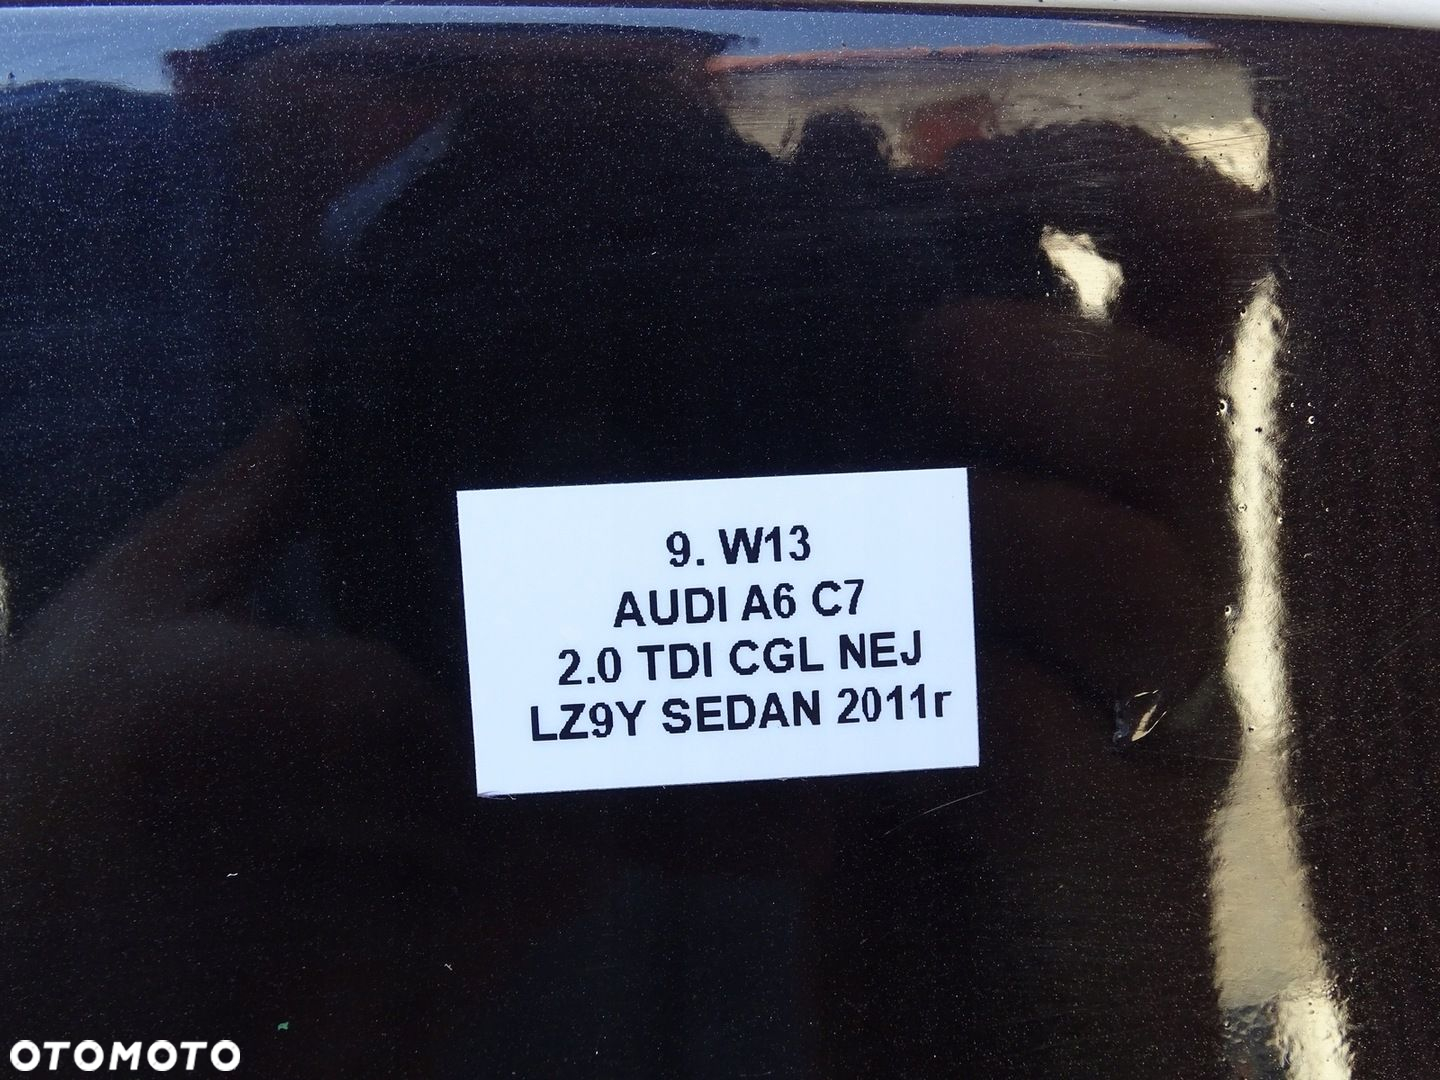 9. W13
AUDI A6 C7
2.0 TDI CGL NEJ
LZ9Y SEDAN 2011r
OTOMOTO